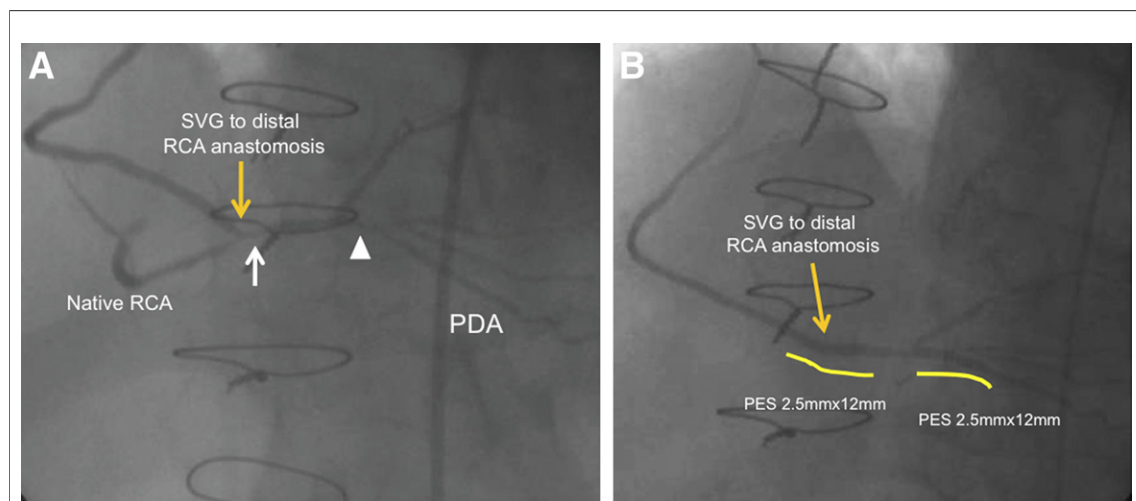 A
SVG to distal
RCA anastomosis
Native RCA
PDA
B
SVG to distal
RCA anastomosis
PES 2.5mmx12mm
PES 2.5mmx12mm